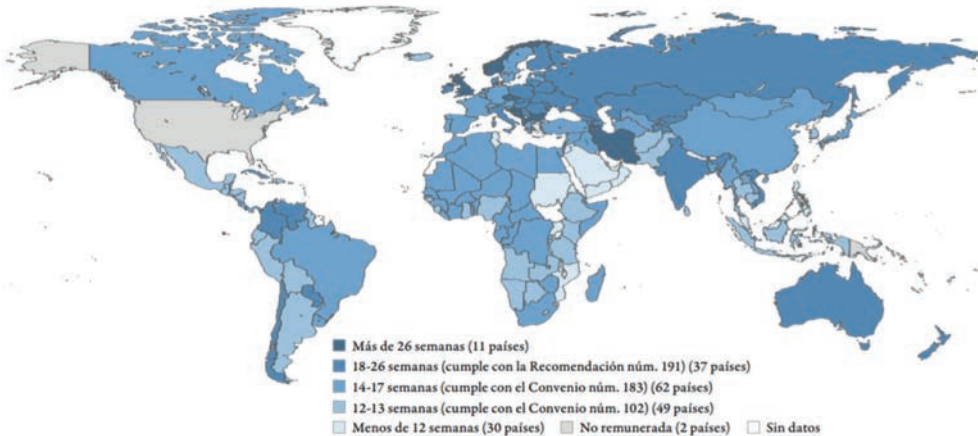 Más de 26 semanas (11 países)
18-26 semanas (cumple con la Recomendación núm. 191) (37 países)
14-17 semanas (cumple con el Convenio núm. 183) (62 países)
12-13 semanas (cumple con el Convenio núm. 102) (49 países)
Menos de 12 semanas (30 países) No remunerada (2 países) Sin datos